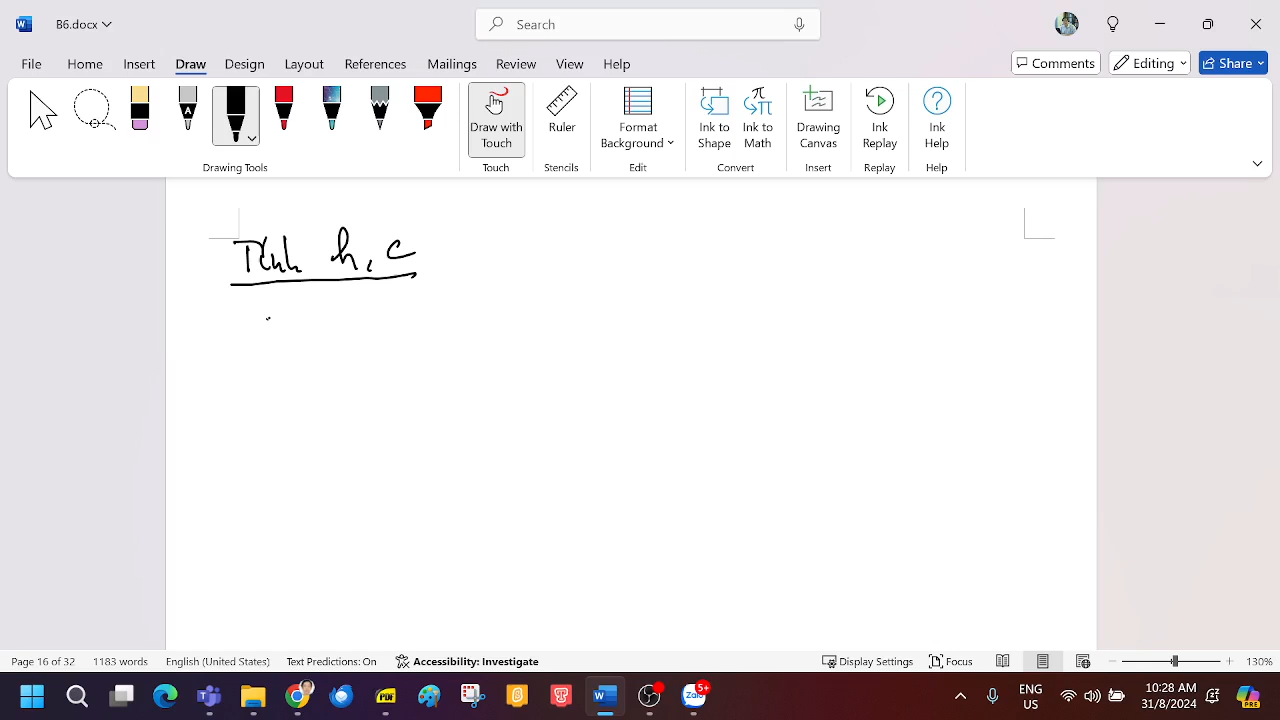 B6.docx
Search
File Home Insert Draw Design Layout References Mailings Review View Help
Comments Editing Share
Draw with Touch
Ruler
Format Background
Ink to Shape
Ink to Math
Drawing Canvas
Ink Replay
Ink Help
Drawing Tools Touch Stencils Edit Convert Insert Replay Help
h, c
Page 16 of 32 1183 words English (United States) Text Predictions: On Accessibility: Investigate Display Settings Focus
5+
ENG US
10:28 AM
31/8/2024
PRE